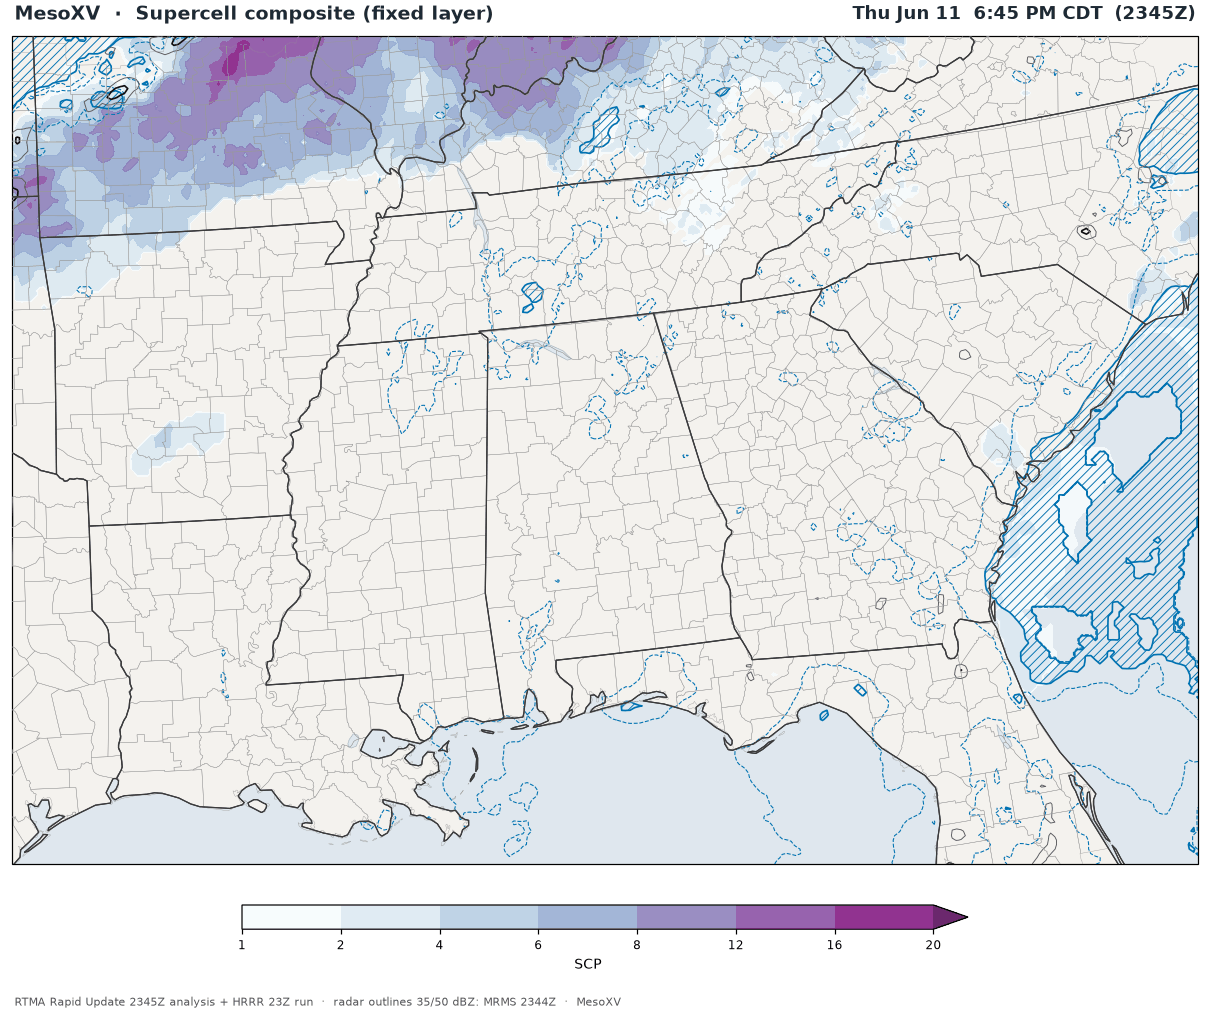 MesoXV · Supercell composite (fixed layer)
Thu Jun 11 6:45 PM CDT (2345Z)
1 2 4 6 8 12 16 20
SCP
RTMA Rapid Update 2345Z analysis + HRRR 23Z run · radar outlines 35/50 dBZ: MRMS 2344Z · MesoXV